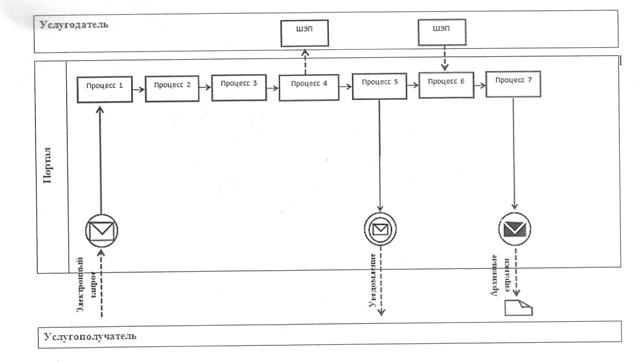 Услугодатель
ШЭП
ШЭП
Процесс 1
Процесс 2
Процесс 3
Процесс 4
Процесс 5
Процесс 6
Процесс 7
Портал
Электронный
запрос
Уведомление
Архивные
справки
Услугополучатель